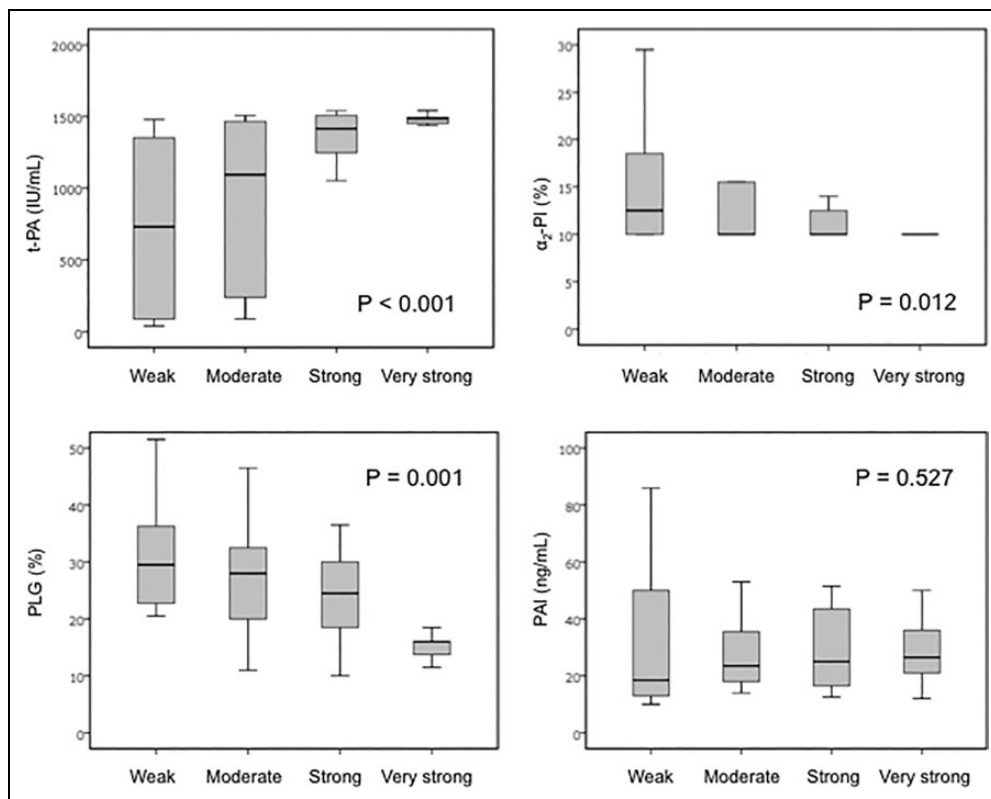 t-PA (IU/mL)
2000
1500
1000
500
0
P < 0.001
Weak Moderate Strong Very strong
α₂-PI (%)
30
25
20
15
10
5
0
P = 0.012
Weak Moderate Strong Very strong
PLG (%)
50
40
30
20
10
0
P = 0.001
Weak Moderate Strong Very strong
PAI (ng/mL)
100
80
60
40
20
0
P = 0.527
Weak Moderate Strong Very strong